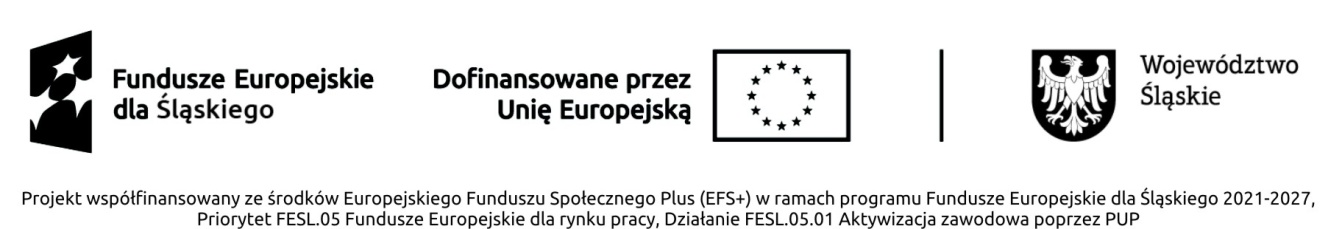 Fundusze Europejskie
dla Śląskiego
Dofinansowane przez
Unię Europejską
Województwo
Śląskie
Projekt współfinansowany ze środków Europejskiego Funduszu Społecznego Plus (EFS+) w ramach programu Fundusze Europejskie dla Śląskiego 2021-2027,
Priorytet FESL.05 Fundusze Europejskie dla rynku pracy, Działanie FESL.05.01 Aktywizacja zawodowa poprzez PUP